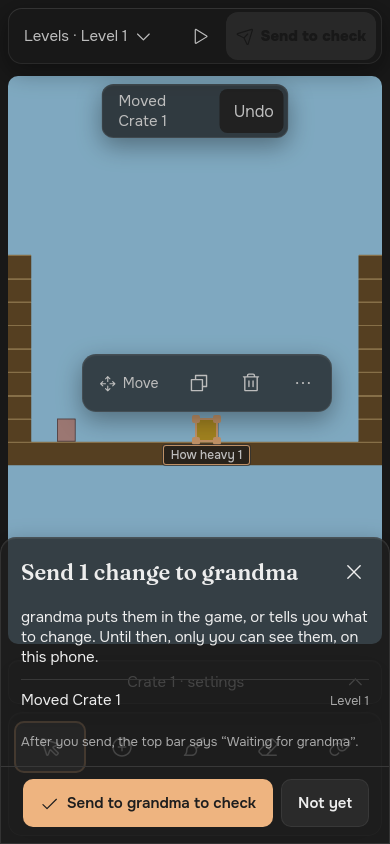 Levels · Level 1
Send to check
Moved
Crate 1
Undo
Move
How heavy 1
Send 1 change to grandma
grandma puts them in the game, or tells you what
to change. Until then, only you can see them, on
this phone.
Crate 1 · settings
Moved Crate 1
Level 1
After you send, the top bar says “Waiting for grandma”.
Send to grandma to check
Not yet